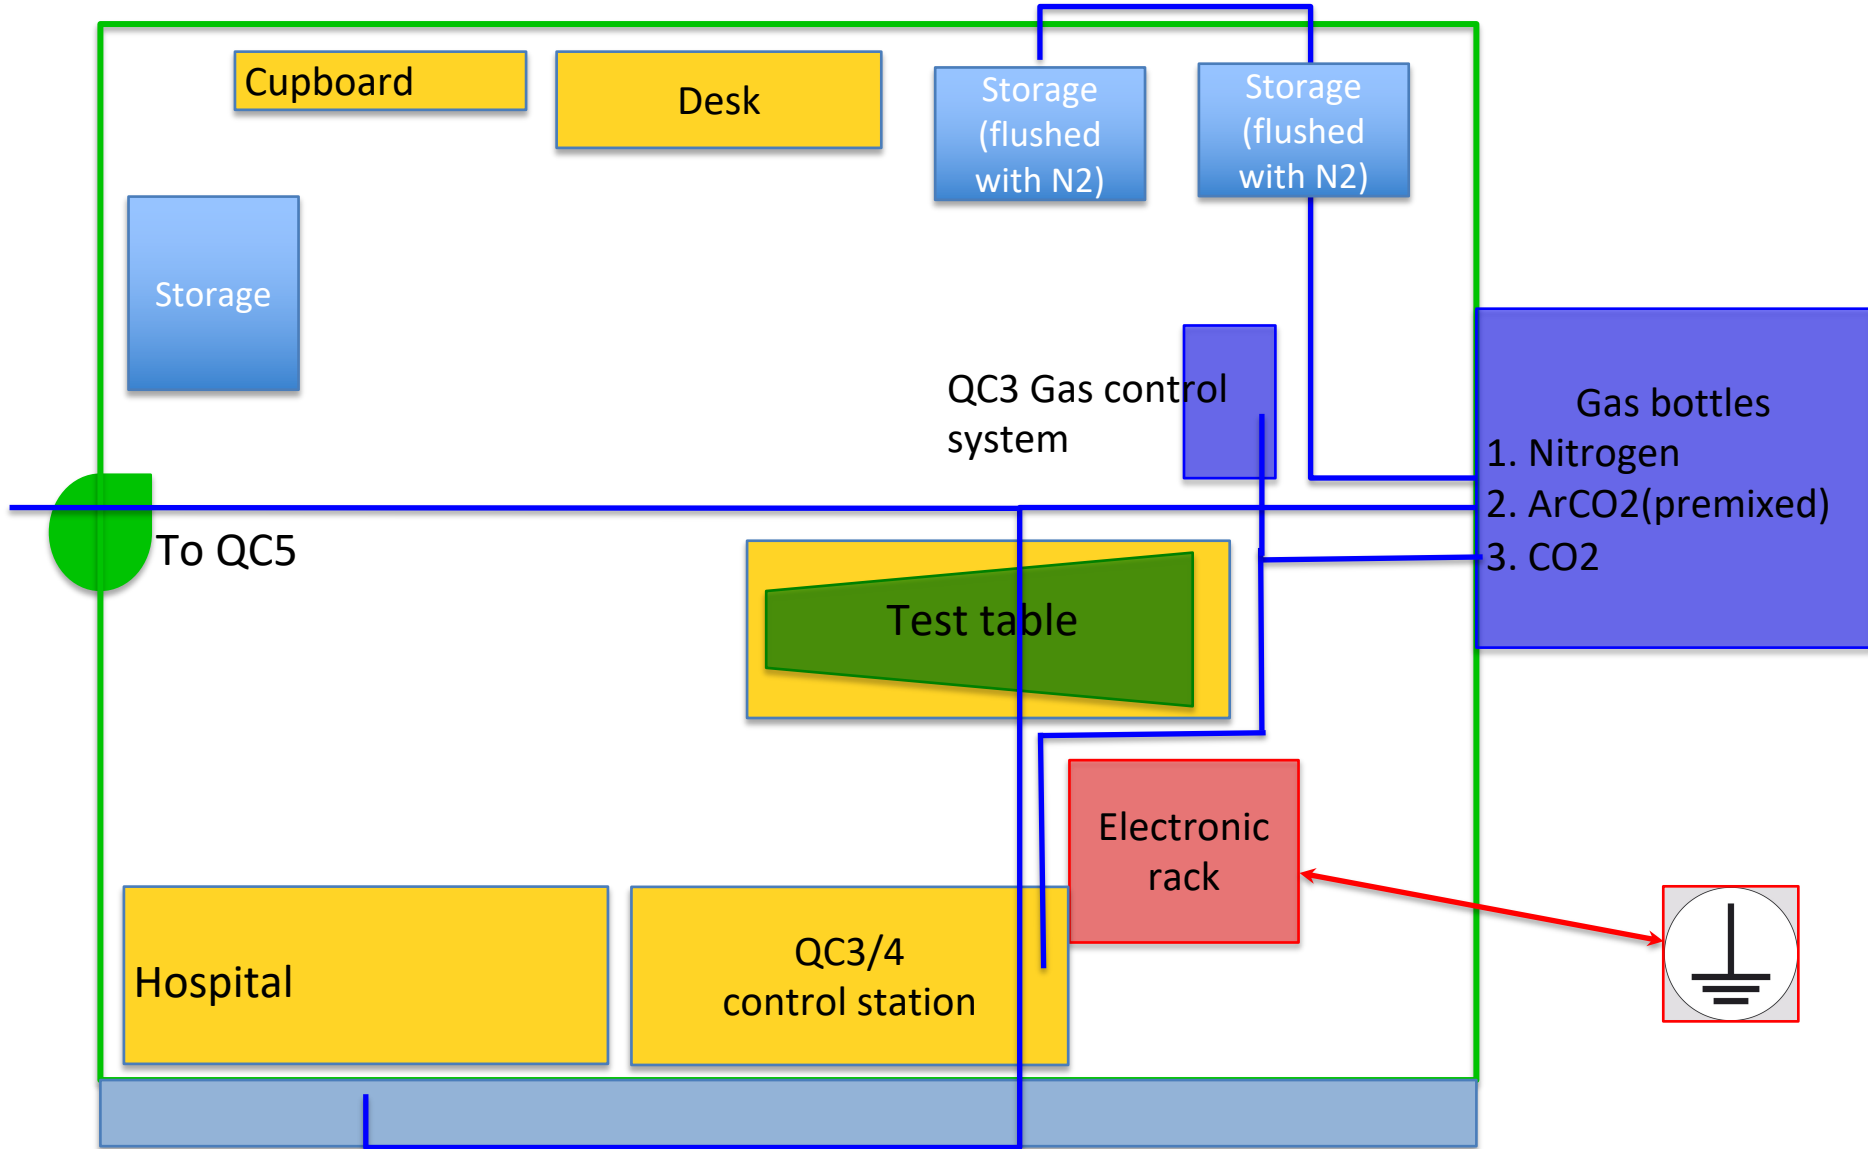 Cupboard
Desk
Storage
(flushed
with N2)
Storage
(flushed
with N2)
Storage
QC3 Gas control
system
Gas bottles
1. Nitrogen
2. ArCO2(premixed)
3. CO2
To QC5
Test table
Electronic
rack
Hospital
QC3/4
control station